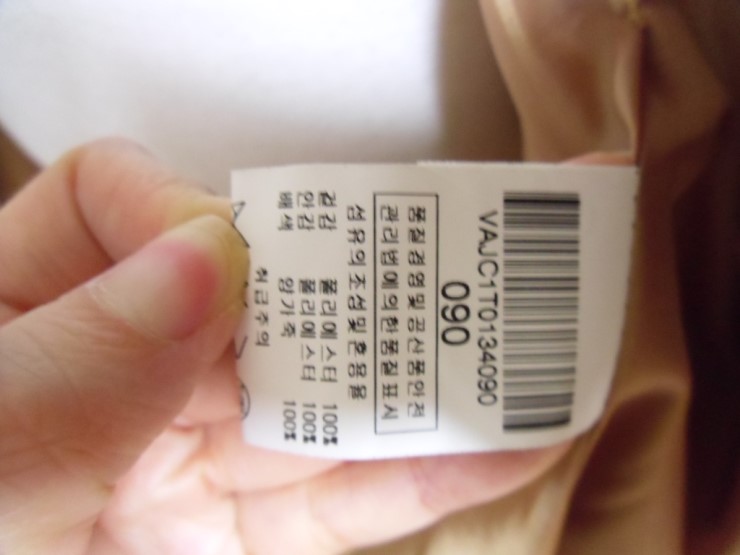 VAJC1T0134090
090
품질경영및공산품안전
관리법에의한품질표시
섬유의 조성및혼용율
겉감 폴리에스터 100%
안감 폴리에스터 100%
배색 양가죽 100%
취급주의